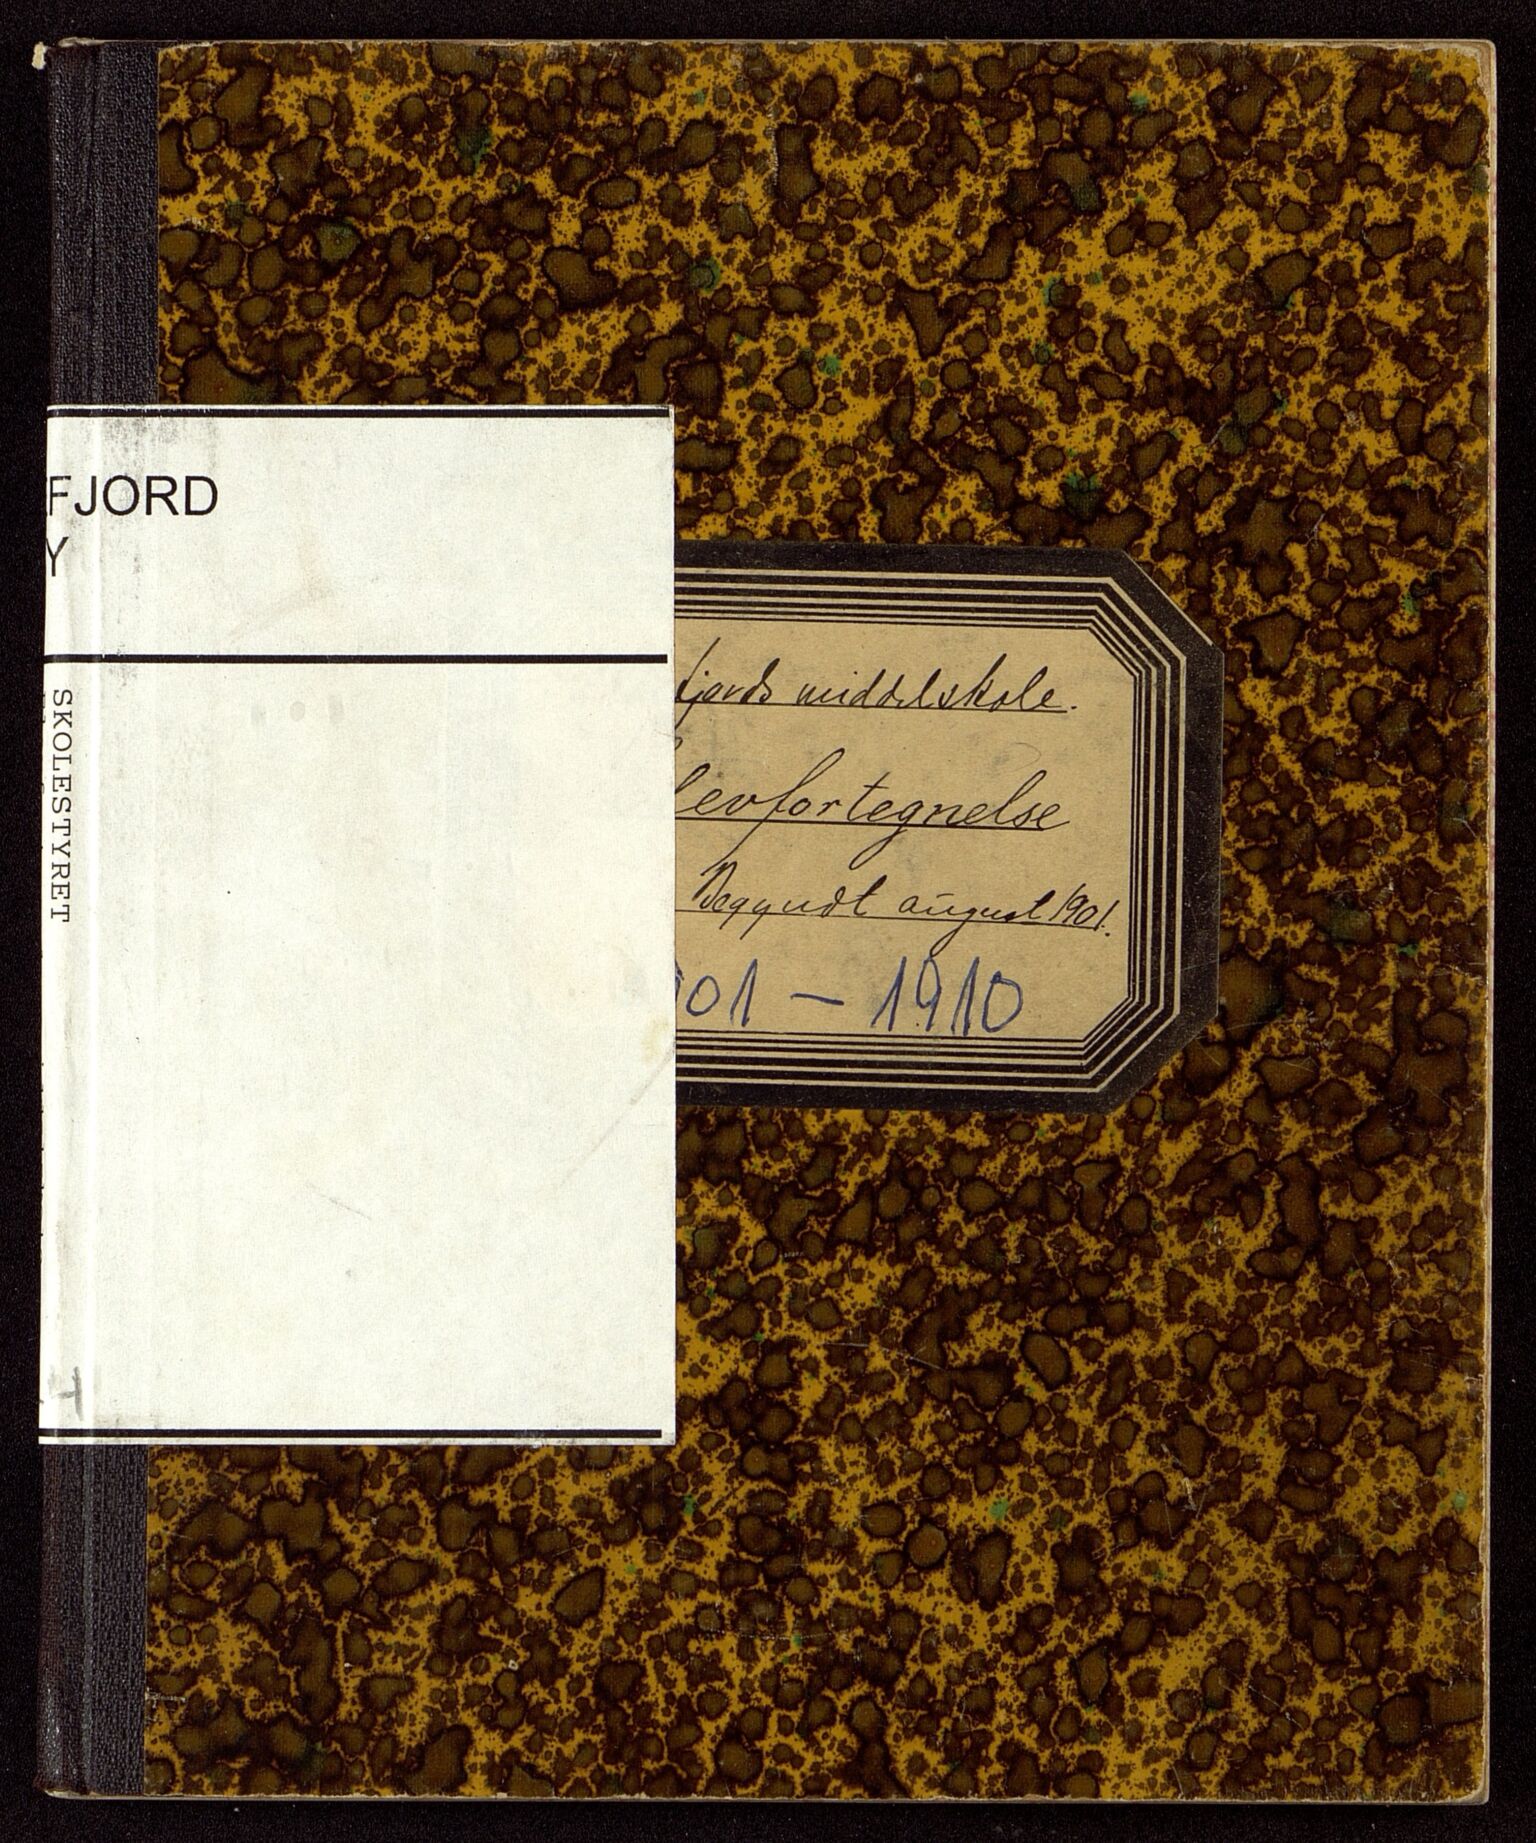 FJORD
Y
SKOLESTYRET
fjords middelskole.
levfortegnelse
Begyndt august 1901.
901 – 1910